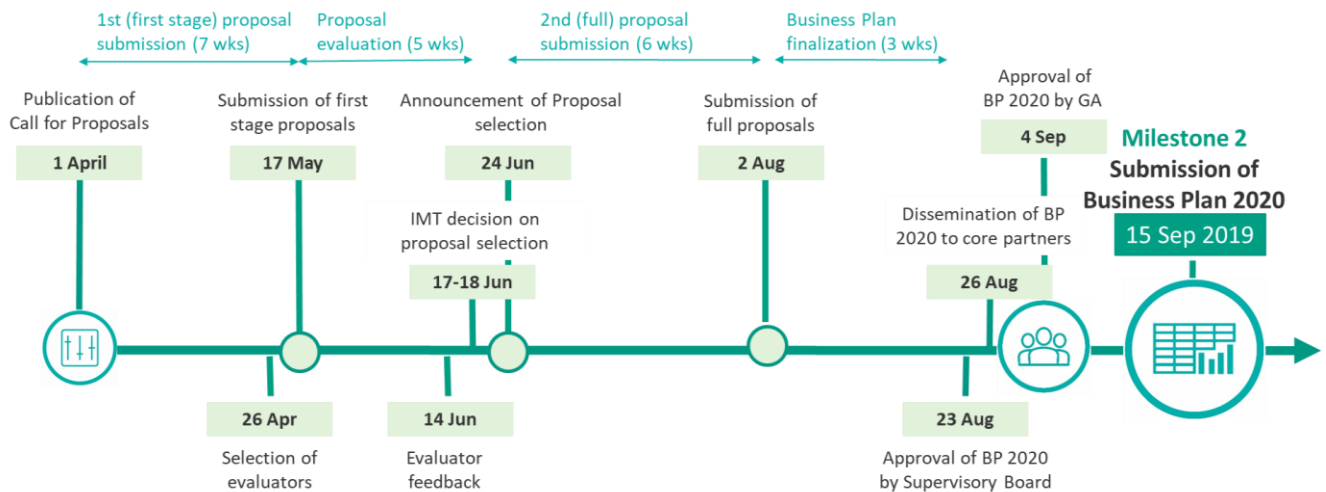 1st (first stage) proposal
submission (7 wks)
Proposal
evaluation (5 wks)
2nd (full) proposal
submission (6 wks)
Business Plan
finalization (3 wks)
Publication of
Call for Proposals
1 April
Submission of first
stage proposals
17 May
Announcement of Proposal
selection
24 Jun
Submission of
full proposals
2 Aug
Approval of
BP 2020 by GA
4 Sep
Milestone 2
Submission of
Business Plan 2020
15 Sep 2019
IMT decision on
proposal selection
17-18 Jun
Dissemination of BP
2020 to core partners
26 Aug
26 Apr
Selection of
evaluators
14 Jun
Evaluator
feedback
23 Aug
Approval of BP 2020
by Supervisory Board